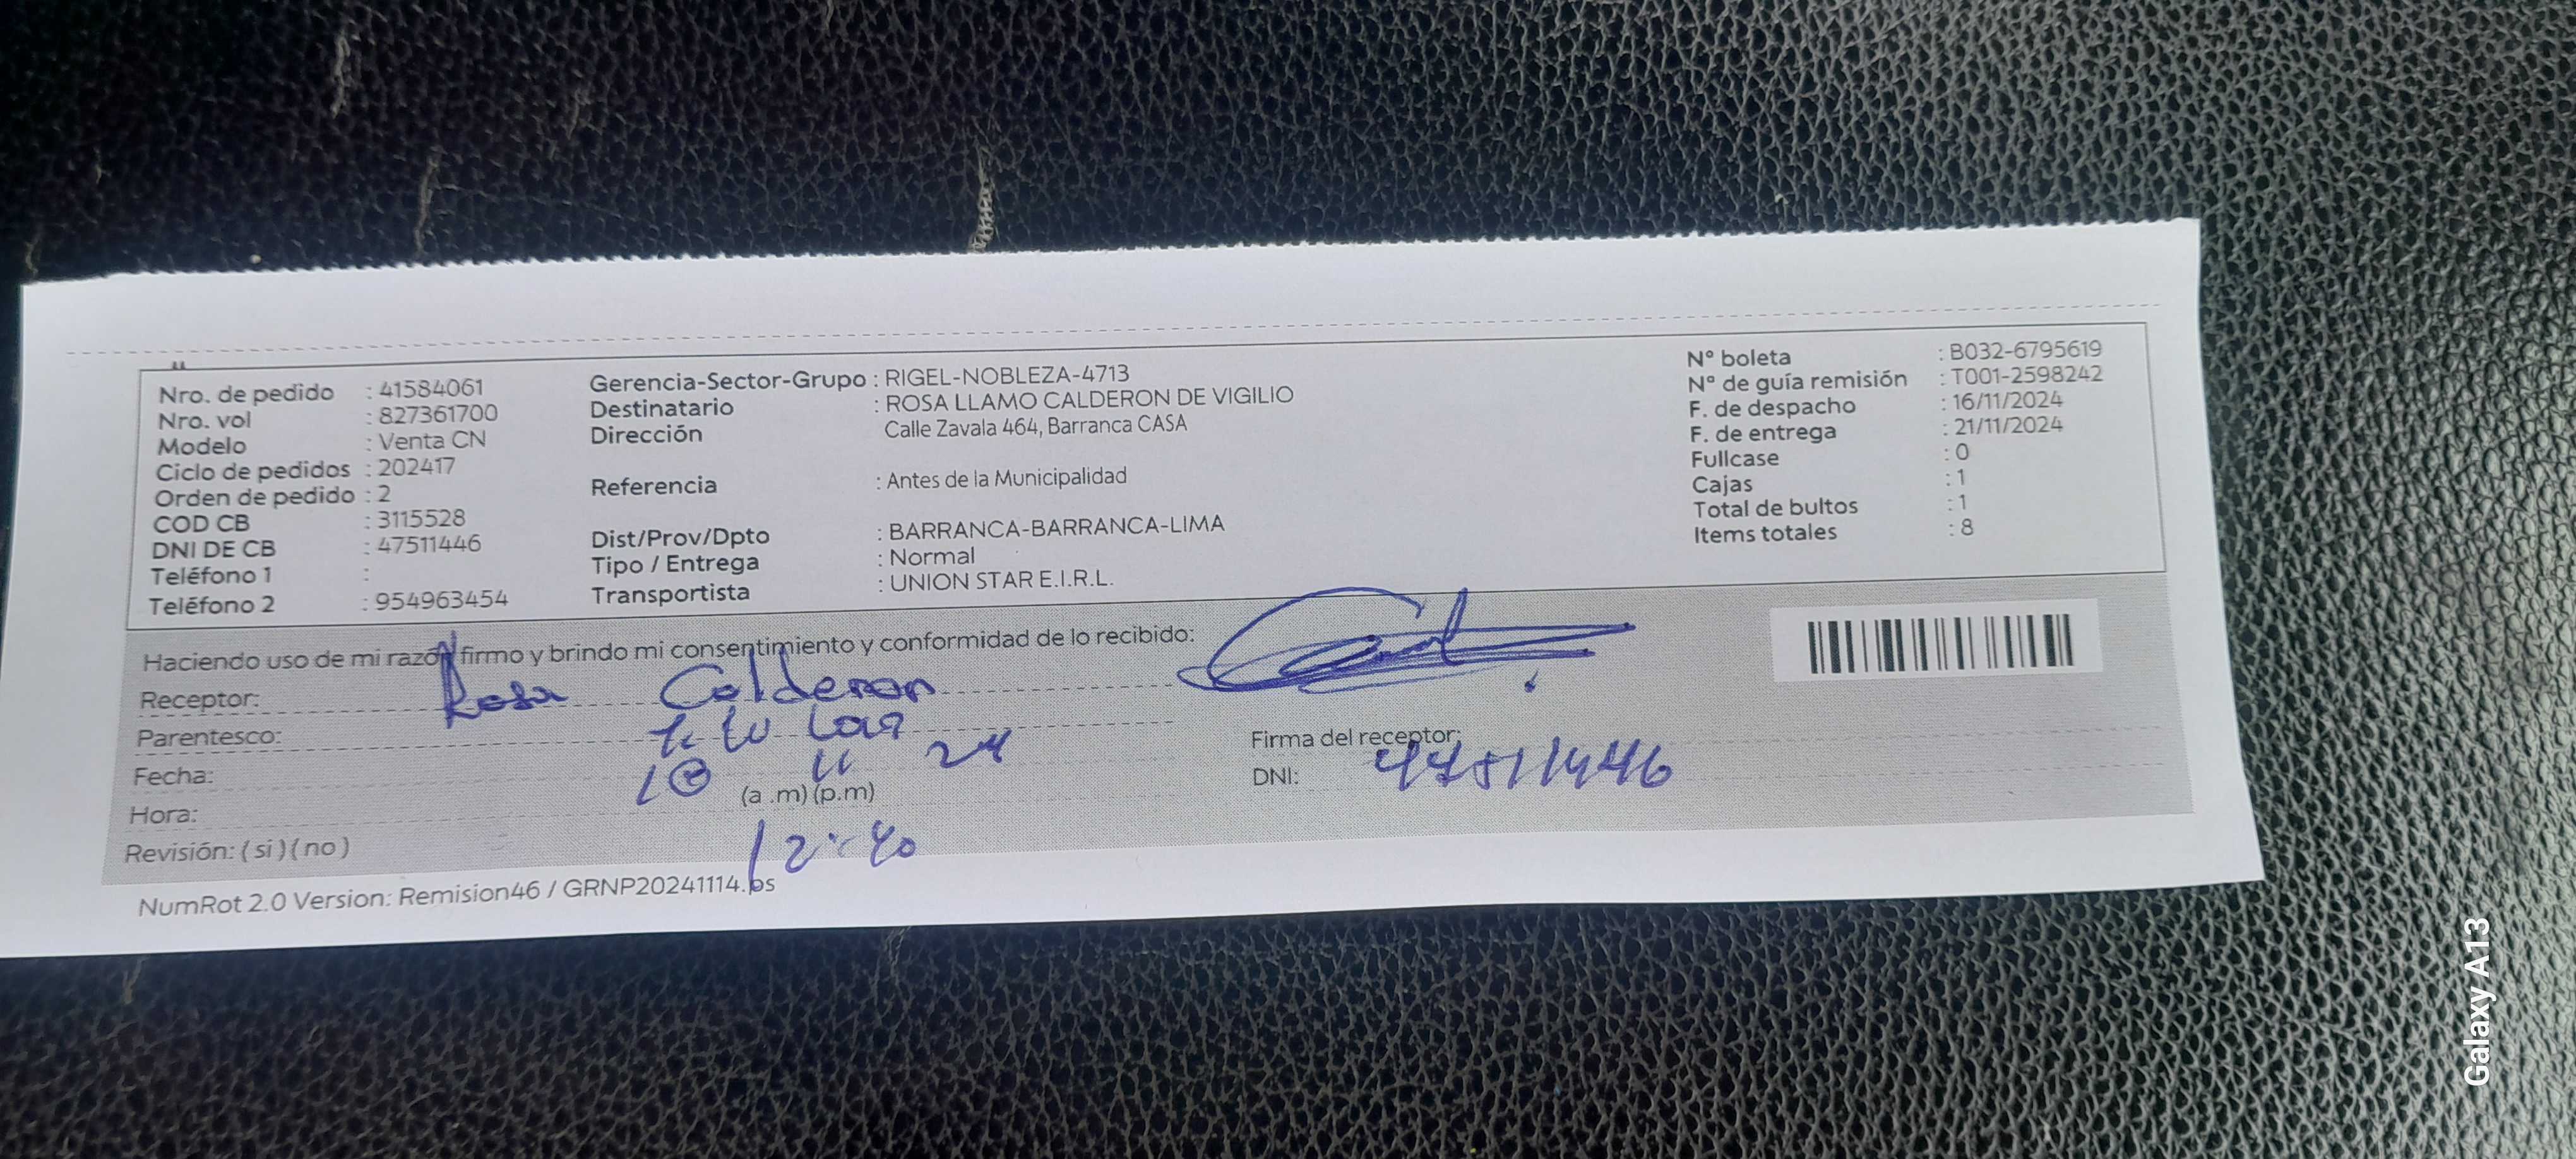 Nro. de pedido : 41584061
Nro. vol : 827361700
Modelo : Venta CN
Ciclo de pedidos : 202417
Orden de pedido : 2
COD CB : 3115528
DNI DE CB : 47511446
Teléfono 1 :
Teléfono 2 : 954963454
Gerencia-Sector-Grupo : RIGEL-NOBLEZA-4713
Destinatario : ROSA LLAMO CALDERON DE VIGILIO
Dirección Calle Zavala 464, Barranca CASA
Referencia : Antes de la Municipalidad
Dist/Prov/Dpto : BARRANCA-BARRANCA-LIMA
Tipo / Entrega : Normal
Transportista : UNION STAR E.I.R.L.
N° boleta : B032-6795619
N° de guía remisión : T001-2598242
F. de despacho : 16/11/2024
F. de entrega : 21/11/2024
Fullcase : 0
Cajas : 1
Total de bultos : 1
Items totales : 8
Haciendo uso de mi razón firmo y brindo mi consentimiento y conformidad de lo recibido:
Receptor: Rosa Calderon
Parentesco: Titular
Fecha: 11 24
Hora: (a .m) (p.m)
12:40
Revisión: ( si ) ( no )
Firma del receptor:
DNI: 47511446
NumRot 2.0 Version: Remision46 / GRNP20241114.ps
Galaxy A13